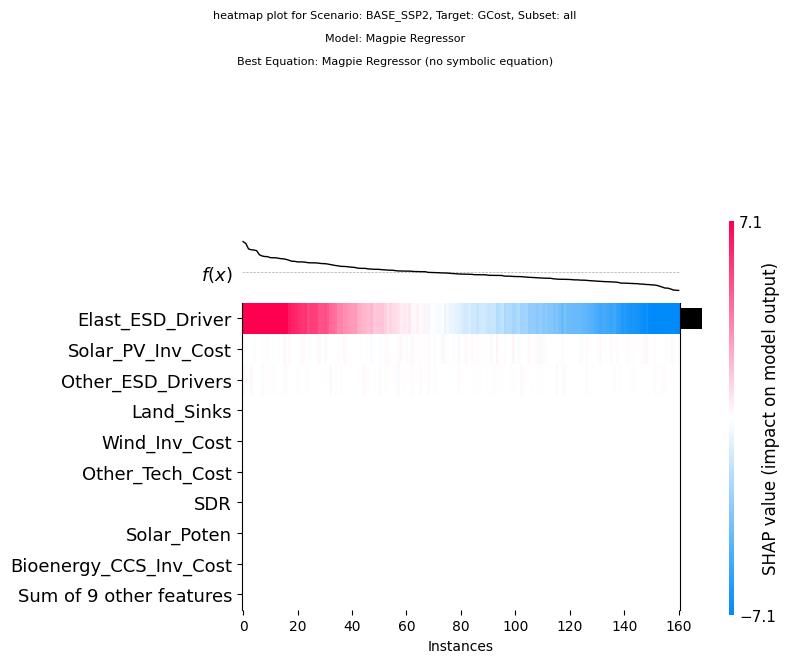 heatmap plot for Scenario: BASE_SSP2, Target: GCost, Subset: all
Model: Magpie Regressor
Best Equation: Magpie Regressor (no symbolic equation)
7.1
f(x)
Elast_ESD_Driver
Solar_PV_Inv_Cost
Other_ESD_Drivers
Land_Sinks
Wind_Inv_Cost
Other_Tech_Cost
SDR
Solar_Poten
Bioenergy_CCS_Inv_Cost
Sum of 9 other features
SHAP value (impact on model output)
−7.1
0 20 40 60 80 100 120 140 160
Instances